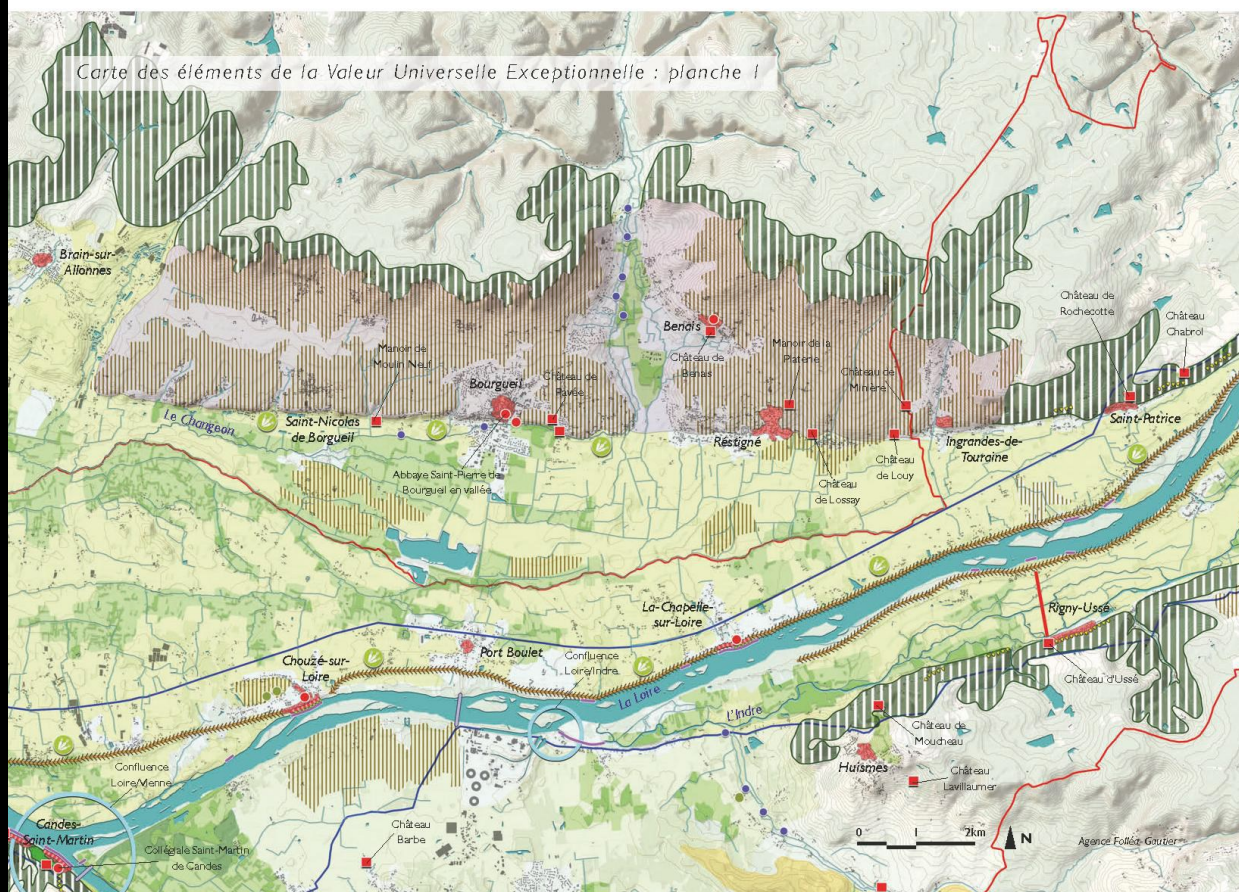 Carte des éléments de la Valeur Universelle Exceptionnelle : planche I
Brain-sur-
Allonnes
Château de
Rochecotte
Château
Chabrol
Benais
Château de
Benais
Manoir de la
Platerie
Château de
Minière
Manoir de
Moulin Neuf
Bourgueil
Château de
Pavée
Le Changeon
Saint-Nicolas
de Borgueil
Abbaye Saint-Pierre de
Bourgueil en vallée
Réstigné
Château
de Lossay
Château
de Louy
Ingrandes-de-
Touraine
Saint-Patrice
La-Chapelle-
sur-Loire
Rigny-Ussé
Château d'Ussé
Port Boulet
Confluence
Loire/Indre
Chouzé-sur-
Loire
La Loire
L'Indre
Château de
Moucheau
Huismes
Château
Lavillaumer
Confluence
Loire/Vienne
Candes-
Saint-Martin
Collégiale Saint-Martin
de Candes
Château
Barbe
0 1 2km
N
Agence Folléa-Gautier